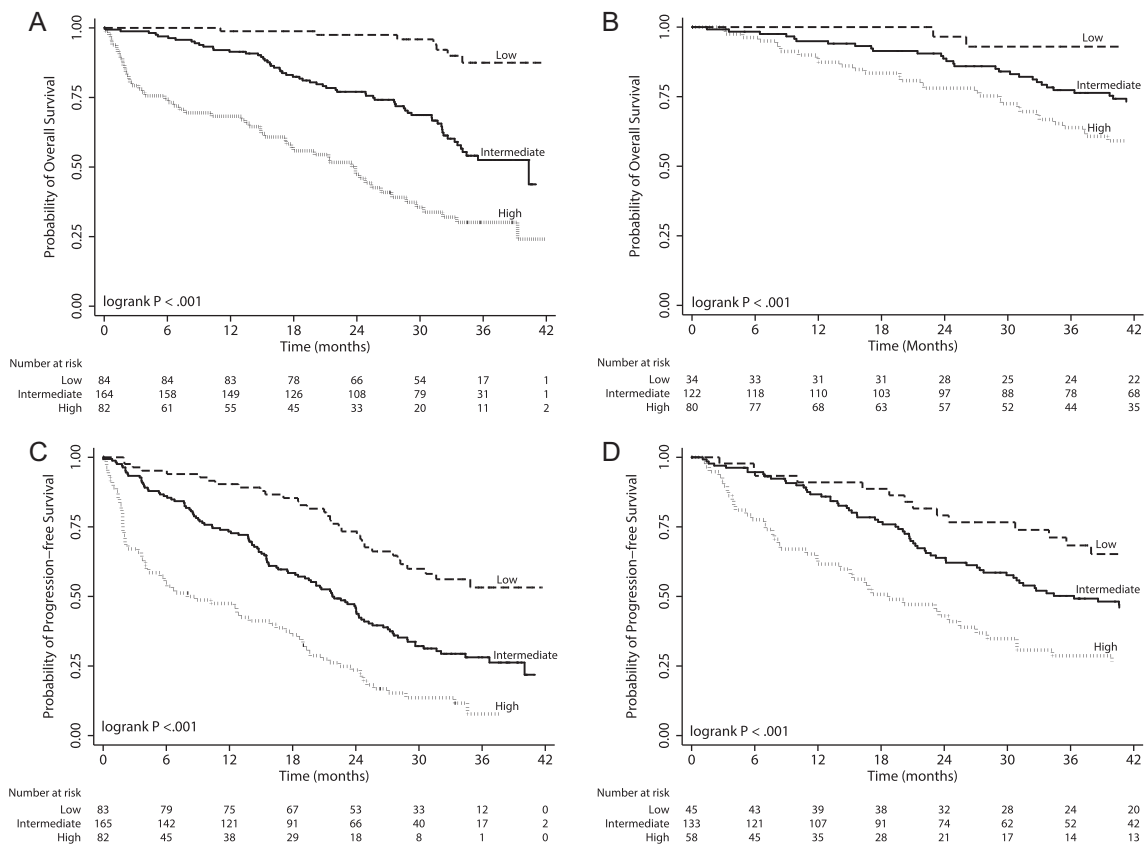 A
Probability of Overall Survival
1.00
0.75
0.50
0.25
0.00
Low
Intermediate
High
logrank P < .001
0 6 12 18 24 30 36 42
Time (months)
Number at risk
Low 84 84 83 78 66 54 17 1
Intermediate 164 158 149 126 108 79 31 1
High 82 61 55 45 33 20 11 2
B
Probability of Overall Survival
1.00
0.75
0.50
0.25
0.00
Low
Intermediate
High
logrank P < .001
0 6 12 18 24 30 36 42
Time (Months)
Number at risk
Low 34 33 31 31 28 25 24 22
Intermediate 122 118 110 103 97 88 78 68
High 80 77 68 63 57 52 44 35
C
Probability of Progression-free Survival
1.00
0.75
0.50
0.25
0.00
Low
Intermediate
High
logrank P <.001
0 6 12 18 24 30 36 42
Time (months)
Number at risk
Low 83 79 75 67 53 33 12 0
Intermediate 165 142 121 91 66 40 17 2
High 82 45 38 29 18 8 1 0
D
Probability of Progression-free Survival
1.00
0.75
0.50
0.25
0.00
Low
Intermediate
High
logrank P < .001
0 6 12 18 24 30 36 42
Time (months)
Number at risk
Low 45 43 39 38 32 28 24 20
Intermediate 133 121 107 91 74 62 52 42
High 58 45 35 28 21 17 14 13